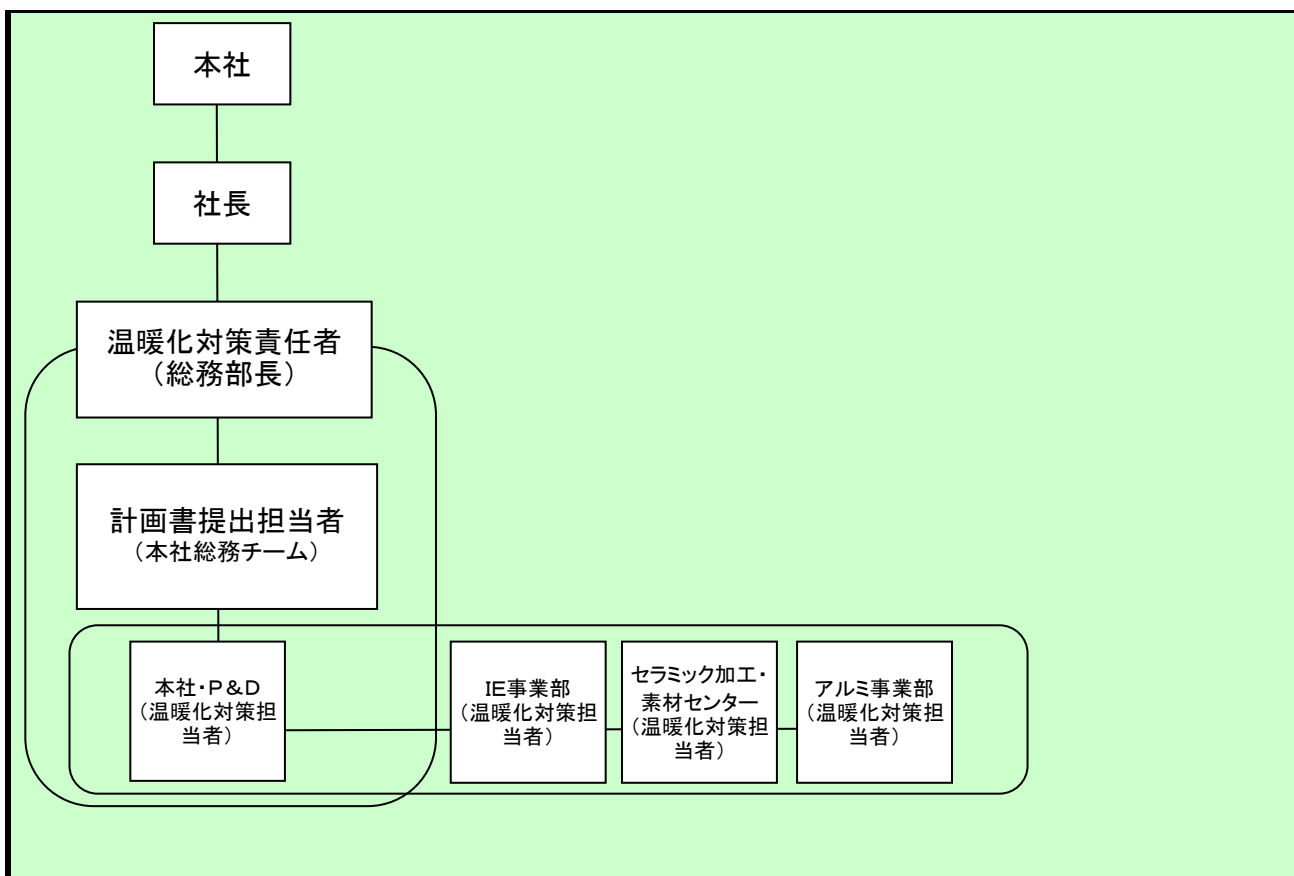 本社
社長
温暖化対策責任者
（総務部長）
計画書提出担当者
（本社総務チーム）
本社・Ｐ＆Ｄ
（温暖化対策担
当者）
IE事業部
（温暖化対策担
当者）
セラミック加工・
素材センター
（温暖化対策担
当者）
アルミ事業部
（温暖化対策担
当者）